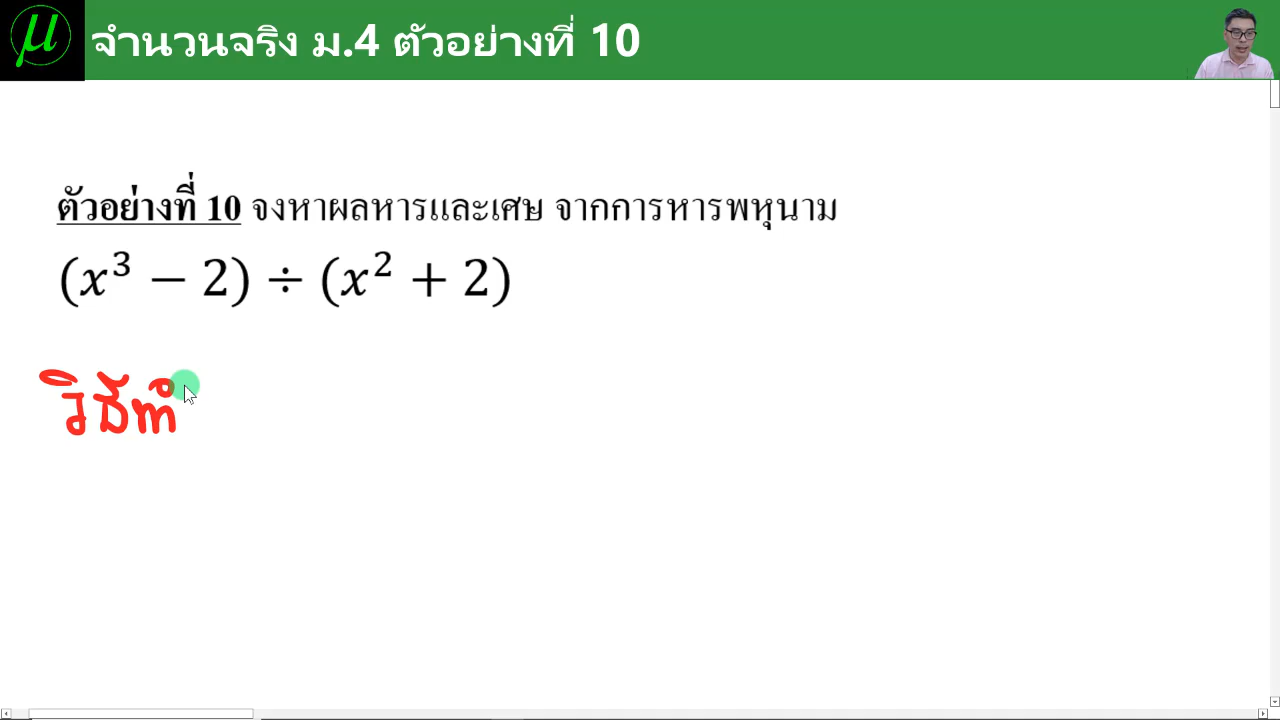 μ
จำนวนจริง ม.4 ตัวอย่างที่ 10
ตัวอย่างที่ 10 จงหาผลหารและเศษ จากการหารพหุนาม
(x³ − 2) ÷ (x² + 2)
วิธีทำ